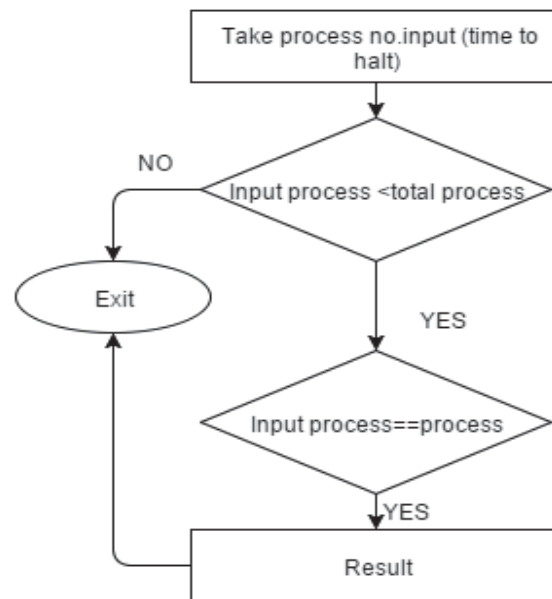 Take process no.input (time to
halt)
NO
Input process <total process
Exit
YES
Input process==process
YES
Result